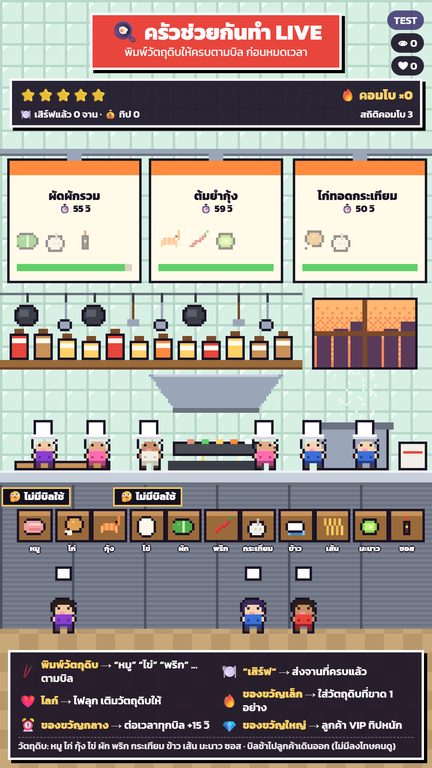 ครัวช่วยกันทำ LIVE
พิมพ์วัตถุดิบให้ครบตามบิล ก่อนหมดเวลา
TEST
0
0
คอมโบ ×0
เสิร์ฟแล้ว 0 จาน · ทิป 0
สถิติคอมโบ 3
ผัดผักรวม
55 วิ
ต้มยำกุ้ง
59 วิ
ไก่ทอดกระเทียม
50 วิ
ไม่มีบิลใช้
ไม่มีบิลใช้
หมู ไก่ กุ้ง ไข่ ผัก พริก กระเทียม ข้าว เส้น มะนาว ซอส
พิมพ์วัตถุดิบ → "หมู" "ไข่" "พริก" ...
ตามบิล
"เสิร์ฟ" → ส่งจานที่ครบแล้ว
ไลก์ → ไฟลุก เติมวัตถุดิบให้
ของขวัญเล็ก → ใส่วัตถุดิบที่ขาด 1
อย่าง
ของขวัญกลาง → ต่อเวลาทุกบิล +15 วิ
ของขวัญใหญ่ → ลูกค้า VIP ทิปหนัก
วัตถุดิบ: หมู ไก่ กุ้ง ไข่ ผัก พริก กระเทียม ข้าว เส้น มะนาว ซอส · บิลช้าไปลูกค้าเดินออก (ไม่มีลงโทษคนดู)